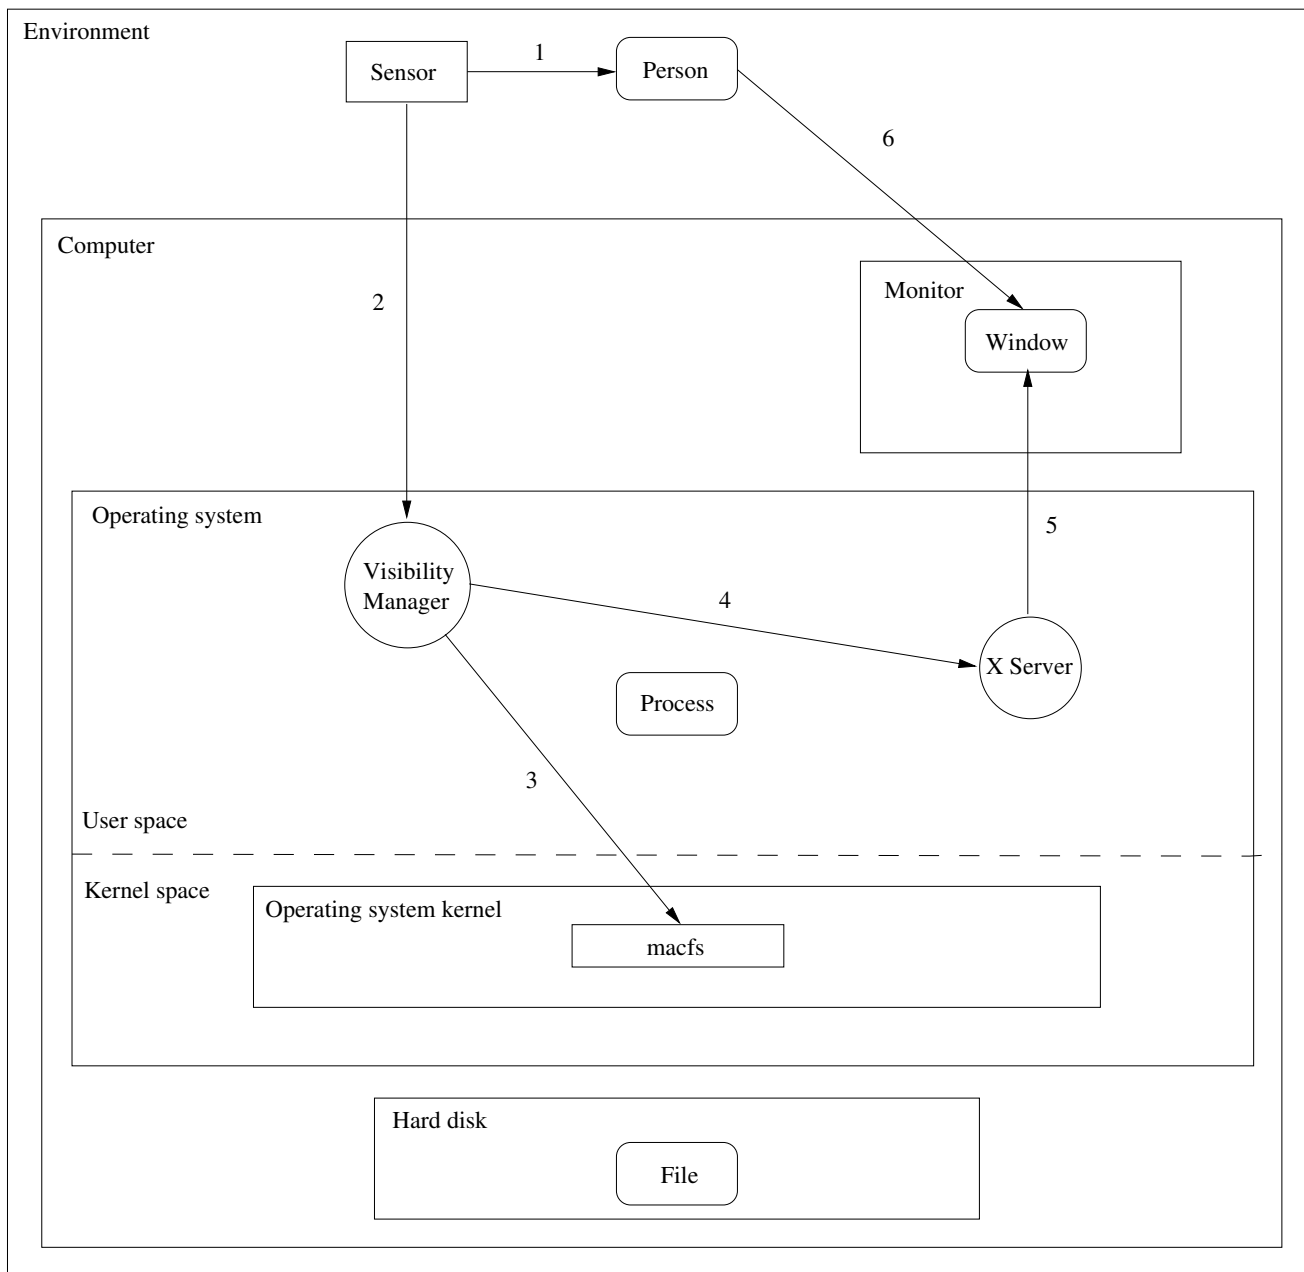 Environment
Sensor
1
Person
6
Computer
2
Monitor
Window
Operating system
5
Visibility
Manager
4
X Server
Process
3
User space
Kernel space
Operating system kernel
macfs
Hard disk
File